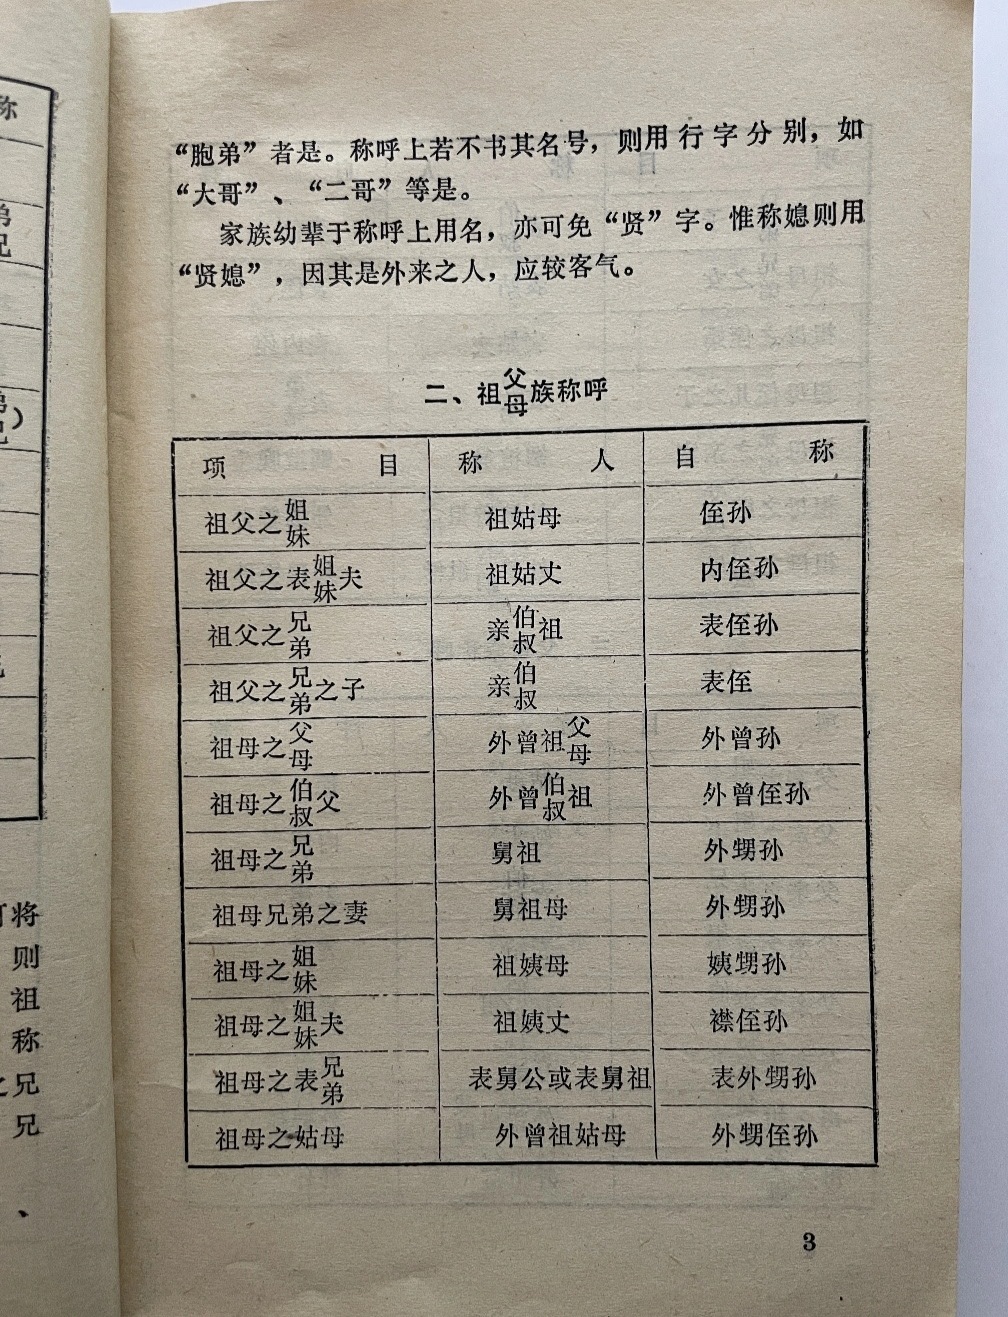 “胞弟”者是。称呼上若不书其名号，则用行字分别，如
“大哥”、“二哥”等是。
家族幼辈于称呼上用名，亦可免“贤”字。惟称媳则用
“贤媳”，因其是外来之人，应较客气。
二、祖父母族称呼
项目 称人 自称
祖父之姐妹 祖姑母 侄孙
祖父之表姐妹夫 祖姑丈 内侄孙
祖父之兄弟 亲伯叔祖 表侄孙
祖父之兄弟之子 亲伯叔 表侄
祖母之父母 外曾祖父母 外曾孙
祖母之伯叔父 外曾伯叔祖 外曾侄孙
祖母之兄弟 舅祖 外甥孙
祖母兄弟之妻 舅祖母 外甥孙
祖母之姐妹 祖姨母 姨甥孙
祖母之姐妹夫 祖姨丈 襟侄孙
祖母之表兄弟 表舅公或表舅祖 表外甥孙
祖母之姑母 外曾祖姑母 外甥侄孙
3
称
弟
兄
弟）
将
则
祖
称
之兄
兄
、